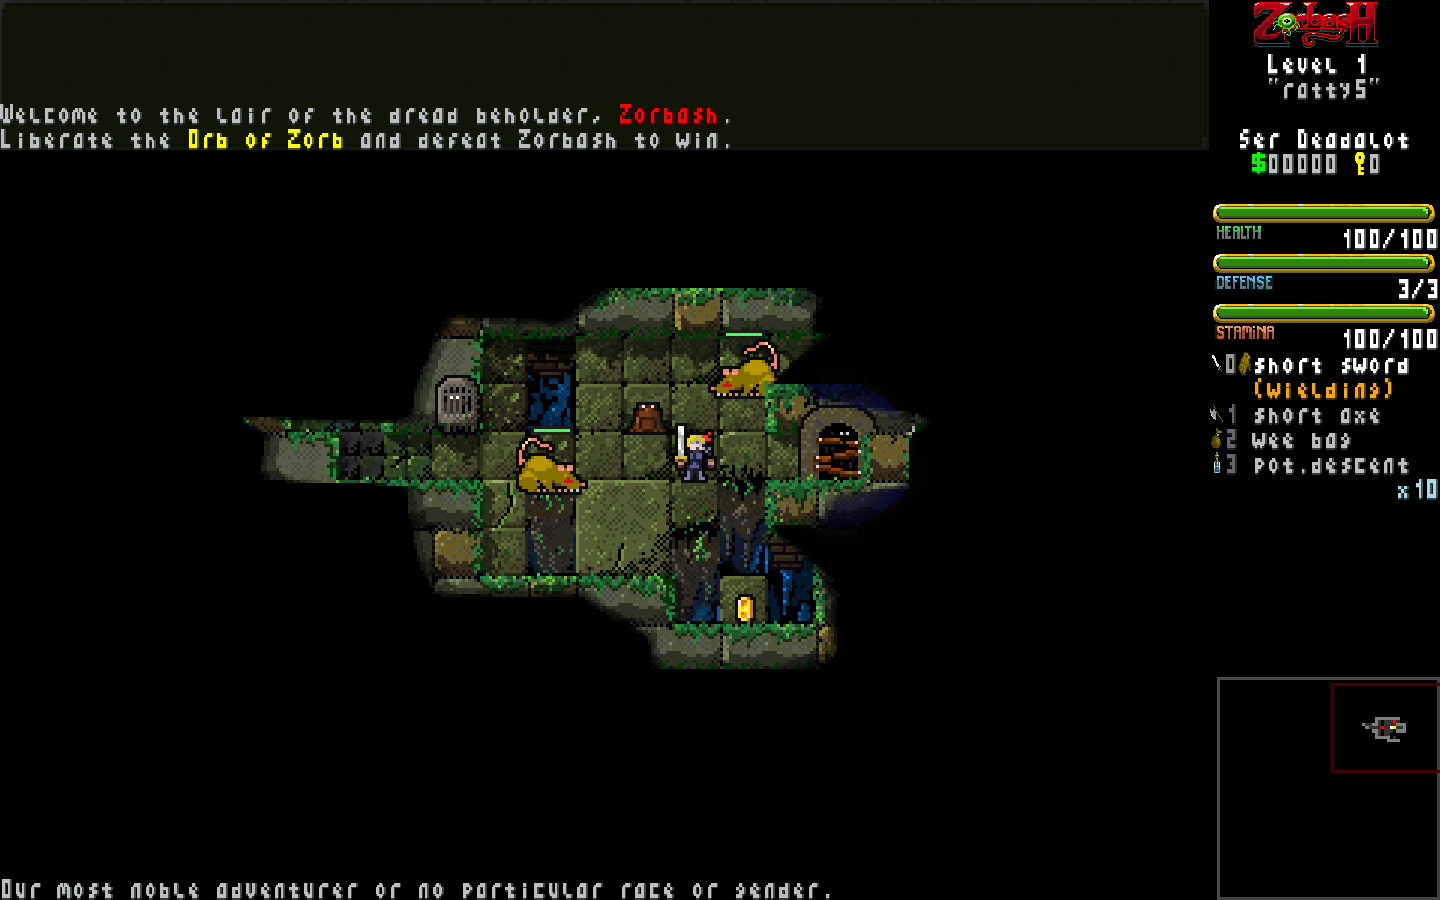 Welcome to the lair of the dread beholder, Zorbash.
Liberate the Orb of Zorb and defeat Zorbash to win.
ZorbasH
Level 1
"ratty5"
Ser Deadalot
$00000 0
HEALTH 100/100
DEFENSE 3/3
STAMINA 100/100
0 short sword
(Wielding)
1 short axe
2 Wee bag
3 pot.descent
x10
Our most noble adventurer of no particular race or gender.